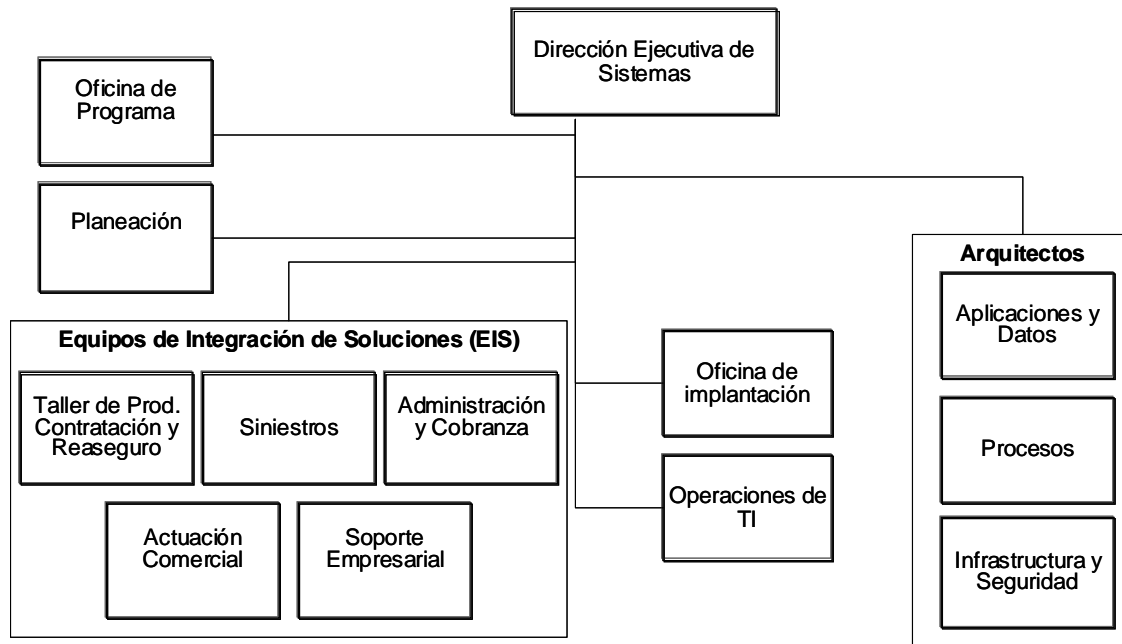 Dirección Ejecutiva de
Sistemas
Oficina de
Programa
Planeación
Equipos de Integración de Soluciones (EIS)
Taller de Prod.
Contratación y
Reaseguro
Siniestros
Administración
y Cobranza
Actuación
Comercial
Soporte
Empresarial
Oficina de
implantación
Operaciones de
TI
Arquitectos
Aplicaciones y
Datos
Procesos
Infrastructura y
Seguridad